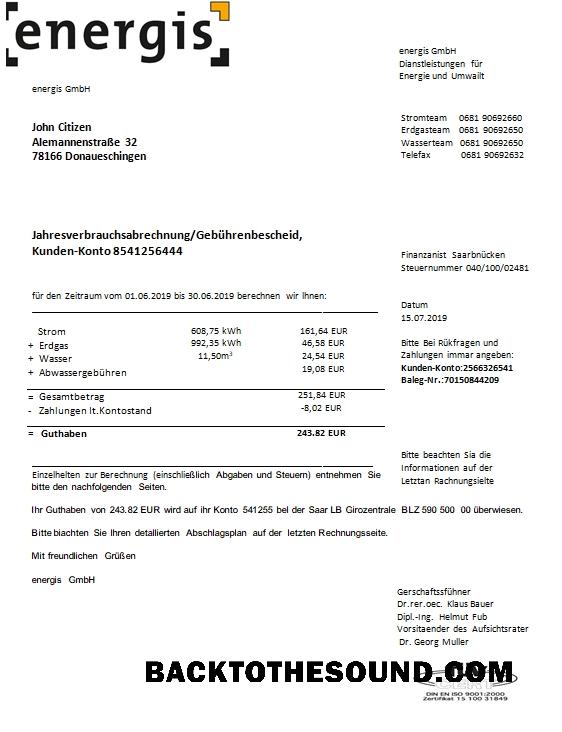 energis
energis GmbH
Dianstleistungen für
Energie und Umwailt
energis GmbH
Stromteam 0681 90692660
Erdgasteam 0681 90692650
Wasserteam 0681 90692650
Telefax 0681 90692632
John Citizen
Alemannenstraße 32
78166 Donaueschingen
Jahresverbrauchsabrechnung/Gebührenbescheid,
Kunden-Konto 8541256444
Finanzanist Saarbnücken
Steuernummer 040/100/02481
für den Zeitraum vom 01.06.2019 bis 30.06.2019 berechnen wir Ihnen:
Datum
15.07.2019
Strom 608,75 kWh 161,64 EUR
+ Erdgas 992,35 kWh 46,58 EUR
+ Wasser 11,50m³ 24,54 EUR
+ Abwassergebühren 19,08 EUR
Bitte Bei Rükfragen und
Zahlungen immar angeben:
Kunden-Konto:2566326541
Baleg-Nr.:70150844209
= Gesamtbetrag 251,84 EUR
- Zahlungen lt.Kontostand -8,02 EUR
= Guthaben 243.82 EUR
Bitte beachten Sia die
Informationen auf der
Letztan Rachnungsielte
Einzelhelten zur Berechnung (einschließlich Abgaben und Steuern) entnehmen Sie
bitte den nachfolgenden Seiten.
Ihr Guthaben von 243.82 EUR wird auf ihr Konto 541255 bel der Saar LB Girozentrale BLZ 590 500 00 überwiesen.
Bitte biachten Sie Ihren detallierten Abschlagsplan auf der letzten Rechnungsseite.
Mit freundlichen Grüßen
energis GmbH
Gerschaftssführer
Dr.rer.oec. Klaus Bauer
Dipl.-Ing. Helmut Fub
Vorsitaender des Aufsichtsrater
Dr. Georg Muller
BACKTOTHESOUND.COM
DIN EN ISO 9001:2000
Zertifikat 15 100 31849